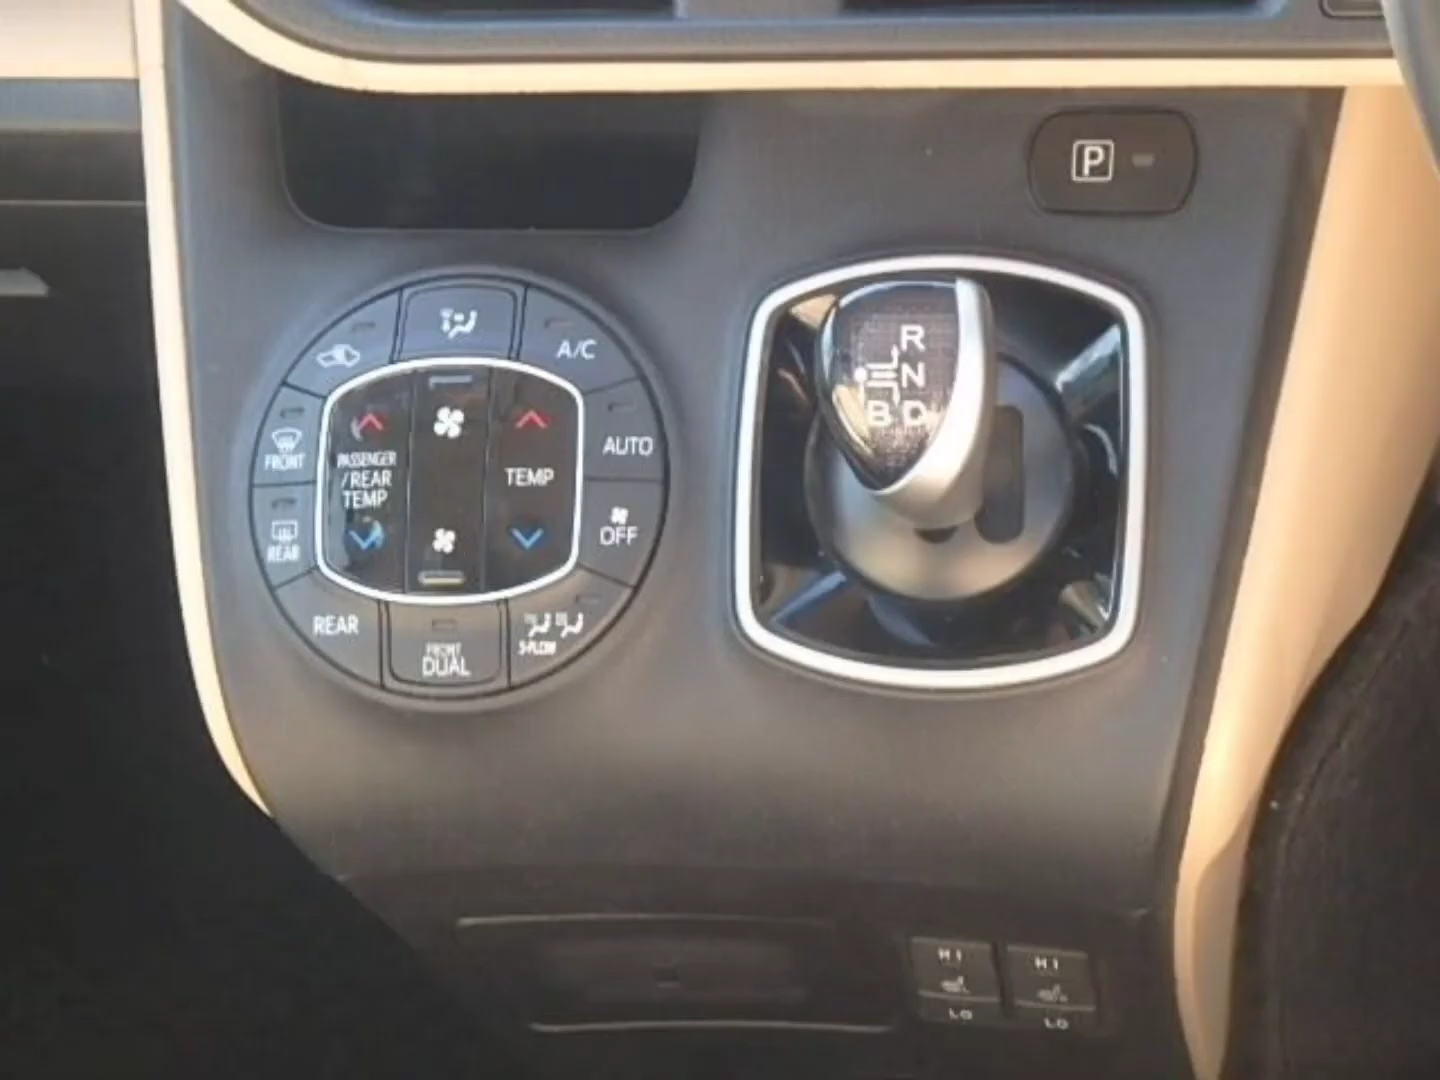 P
R
N
B D
A/C
FRONT
AUTO
PASSENGER
/REAR
TEMP
TEMP
REAR
OFF
REAR
FRONT
DUAL
S-FLOW
HI
HI
LO
LO